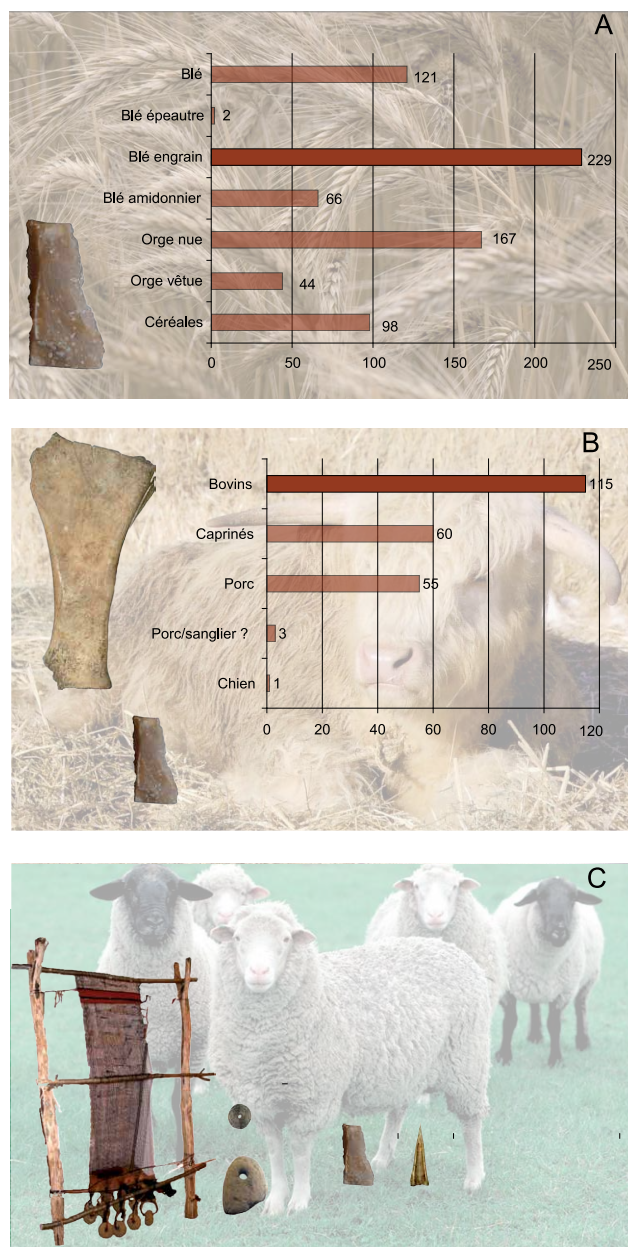 A
Blé 121
Blé épeautre 2
Blé engrain 229
Blé amidonnier 66
Orge nue 167
Orge vêtue 44
Céréales 98
0 50 100 150 200 250
B
Bovins 115
Caprinés 60
Porc 55
Porc/sanglier ? 3
Chien 1
0 20 40 60 80 100 120
C